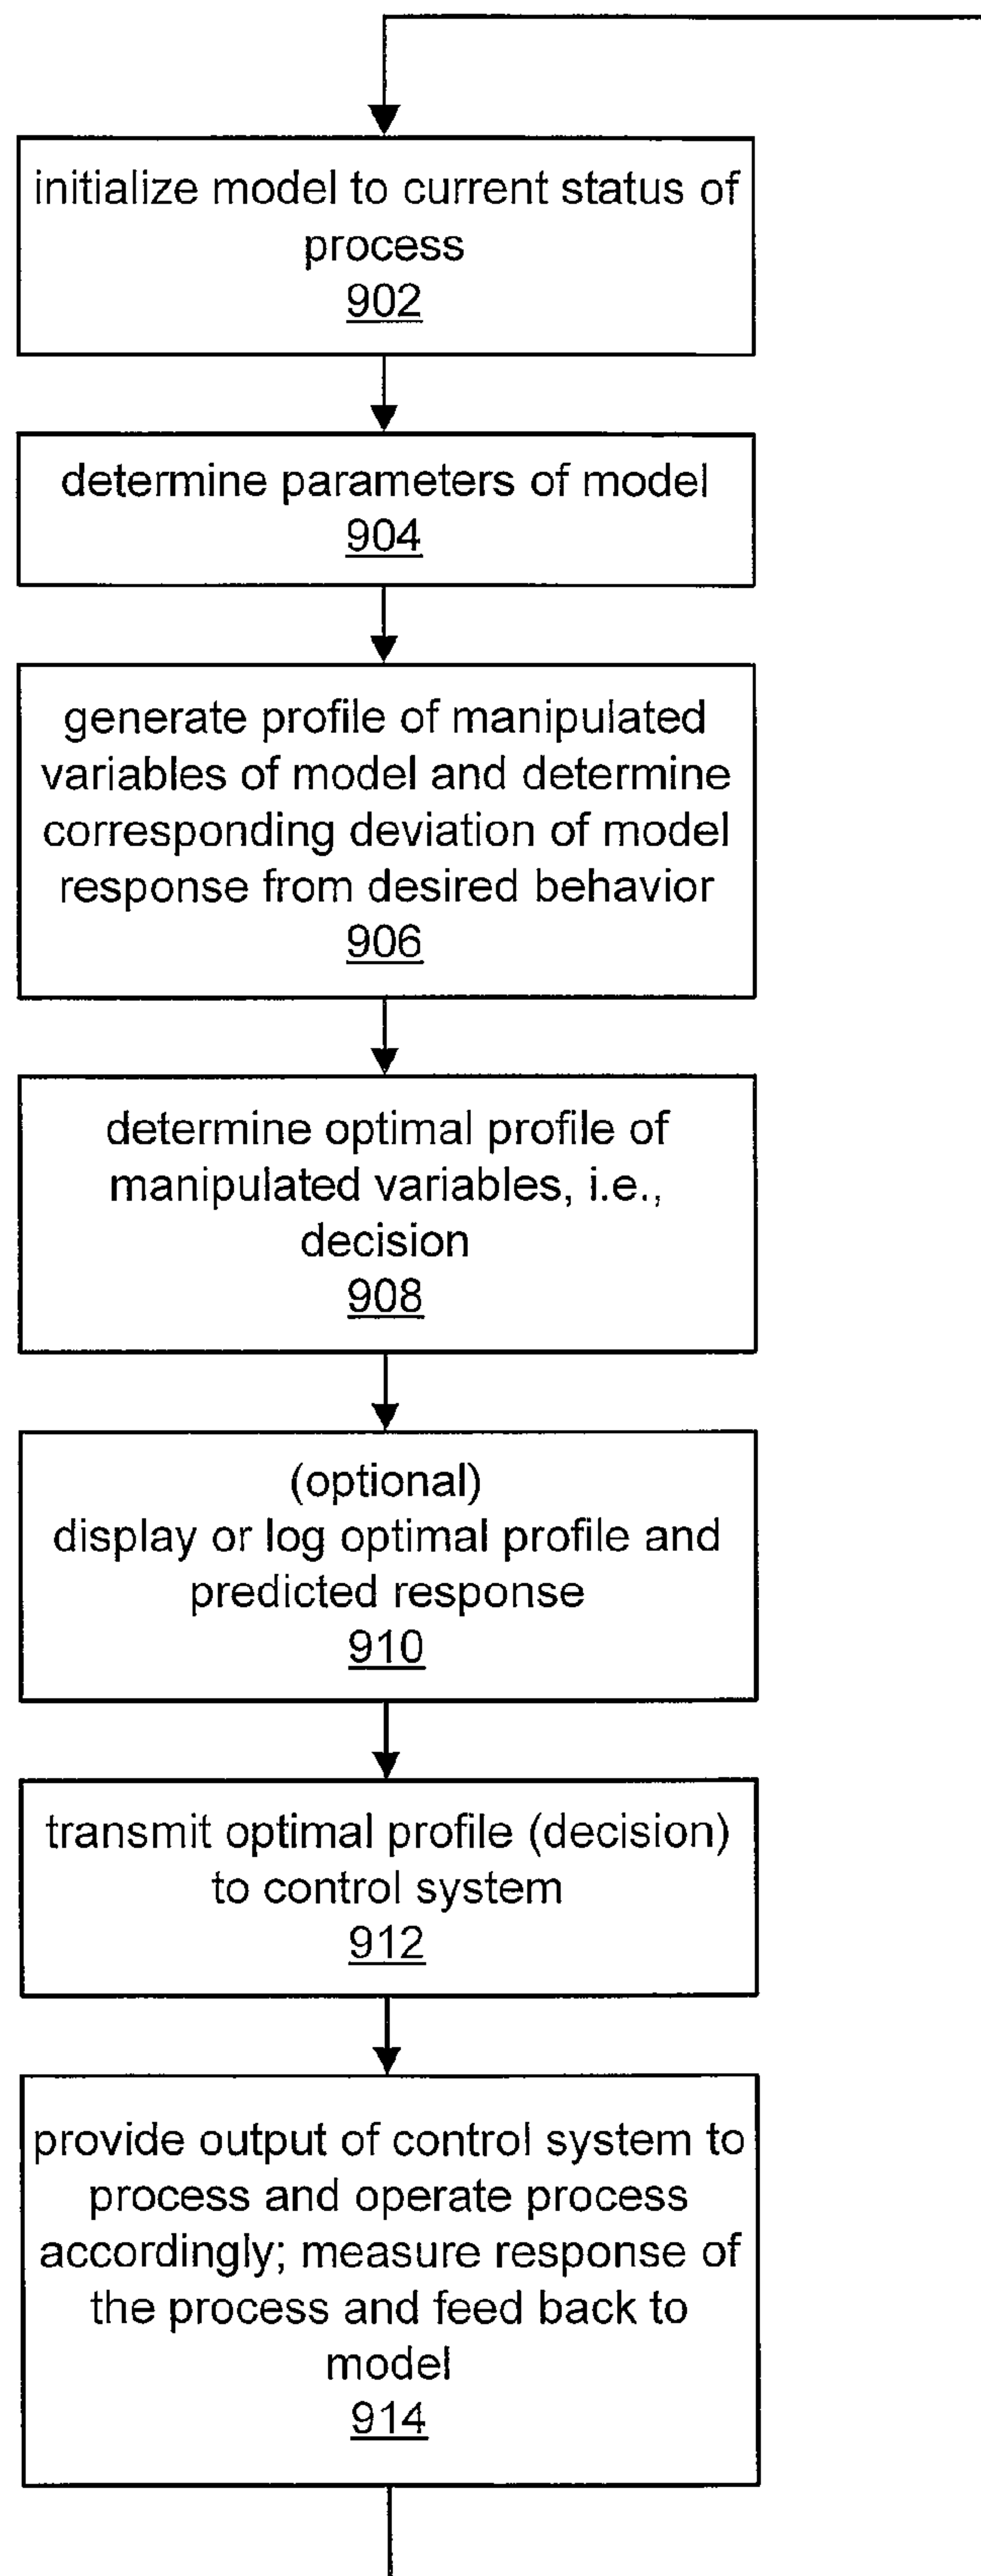 initialize model to current status of
process
902
determine parameters of model
904
generate profile of manipulated
variables of model and determine
corresponding deviation of model
response from desired behavior
906
determine optimal profile of
manipulated variables, i.e.,
decision
908
(optional)
display or log optimal profile and
predicted response
910
transmit optimal profile (decision)
to control system
912
provide output of control system to
process and operate process
accordingly; measure response of
the process and feed back to
model
914